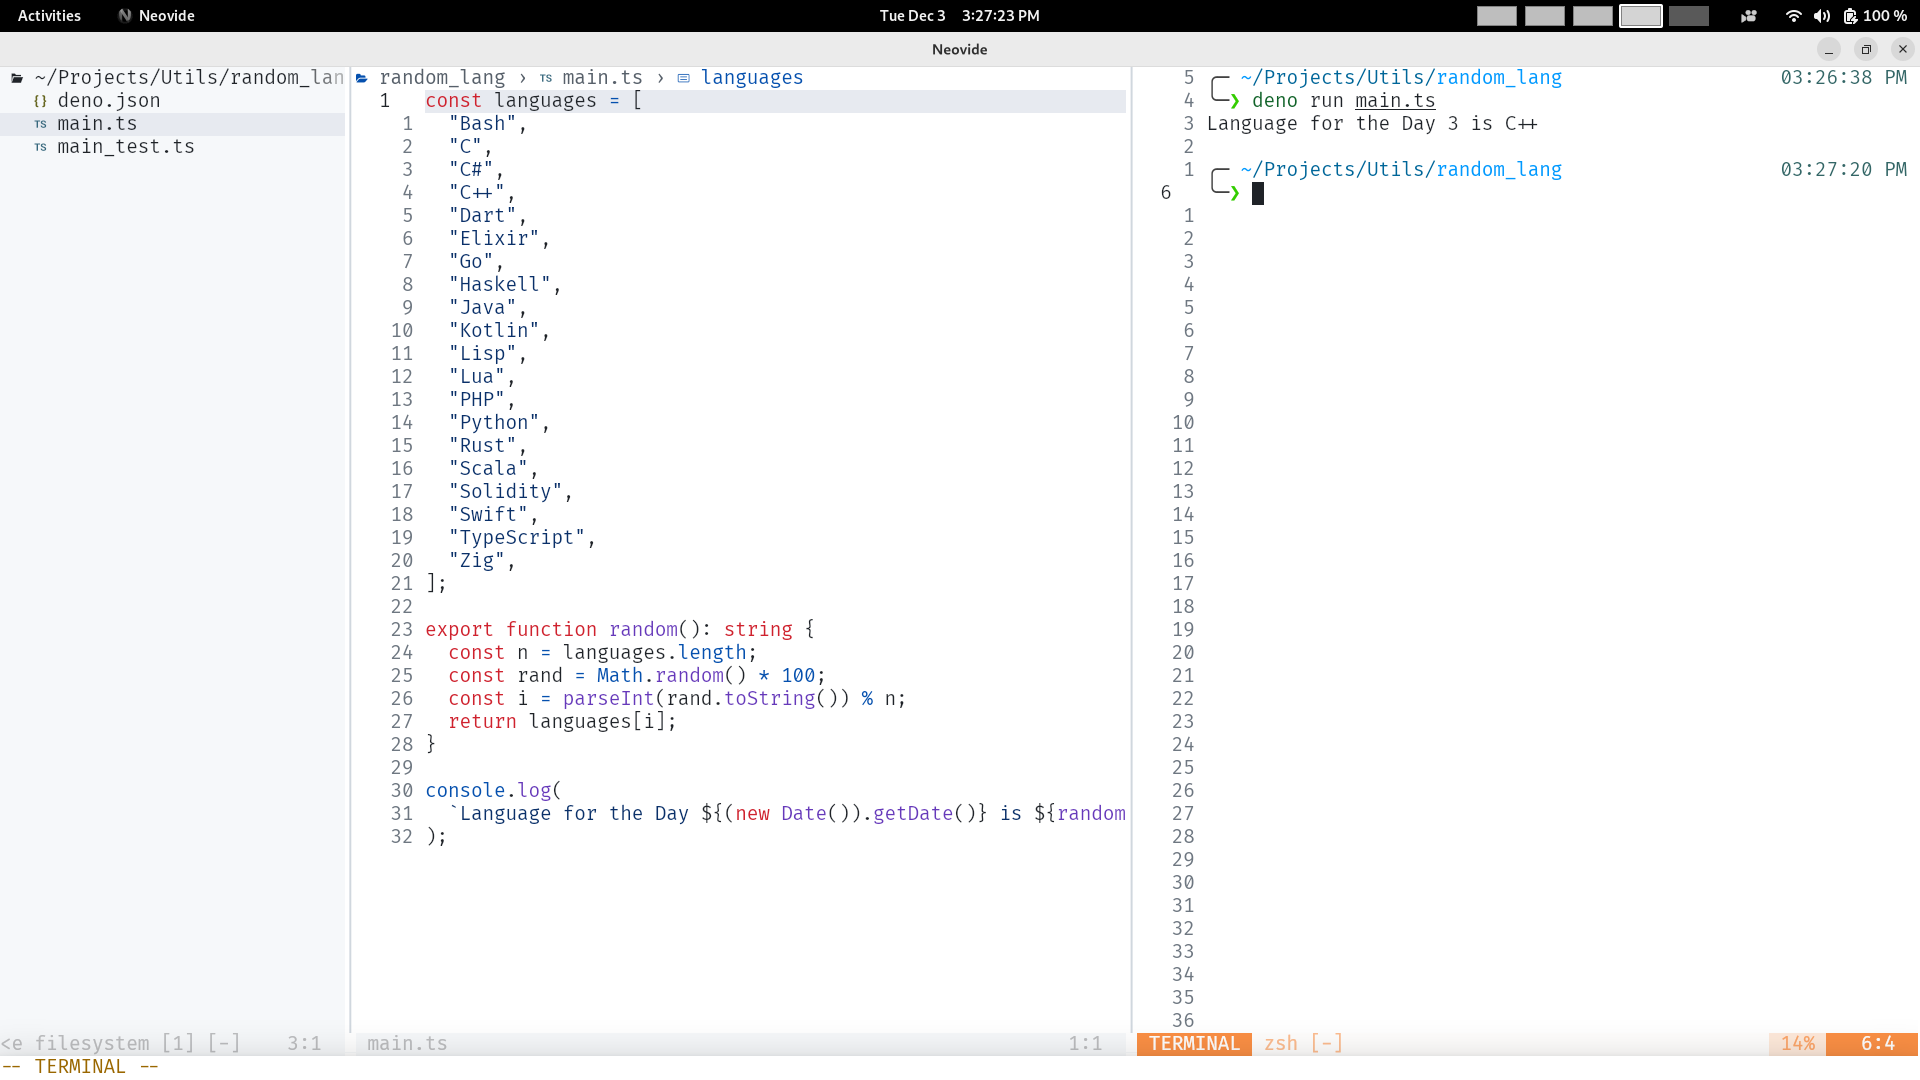 Activities Neovide Tue Dec 3 3:27:23 PM 100 %
Neovide
~/Projects/Utils/random_lan
{} deno.json
TS main.ts
TS main_test.ts
random_lang › TS main.ts › languages
1 const languages = [
1 "Bash",
2 "C",
3 "C#",
4 "C++",
5 "Dart",
6 "Elixir",
7 "Go",
8 "Haskell",
9 "Java",
10 "Kotlin",
11 "Lisp",
12 "Lua",
13 "PHP",
14 "Python",
15 "Rust",
16 "Scala",
17 "Solidity",
18 "Swift",
19 "TypeScript",
20 "Zig",
21 ];
22
23 export function random(): string {
24 const n = languages.length;
25 const rand = Math.random() * 100;
26 const i = parseInt(rand.toString()) % n;
27 return languages[i];
28 }
29
30 console.log(
31 `Language for the Day ${(new Date()).getDate()} is ${random
32 );
5 ~/Projects/Utils/random_lang 03:26:38 PM
4 ❯ deno run main.ts
3 Language for the Day 3 is C++
2
1 ~/Projects/Utils/random_lang 03:27:20 PM
6 ❯
1
2
3
4
5
6
7
8
9
10
11
12
13
14
15
16
17
18
19
20
21
22
23
24
25
26
27
28
29
30
31
32
33
34
35
36
<e filesystem [1] [-] 3:1 main.ts 1:1 TERMINAL zsh [-] 14% 6:4
-- TERMINAL --